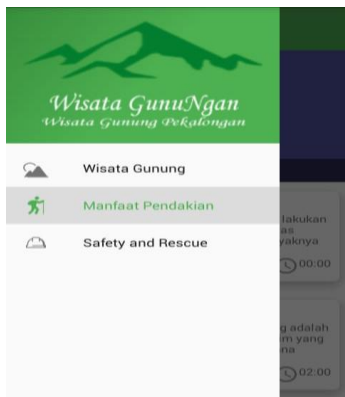 Wisata GunuNgan
Wisata Gunung Pekalongan
Wisata Gunung
Manfaat Pendakian
Safety and Rescue
lakukan
as
yaknya
00:00
g adalah
im yang
na
02:00